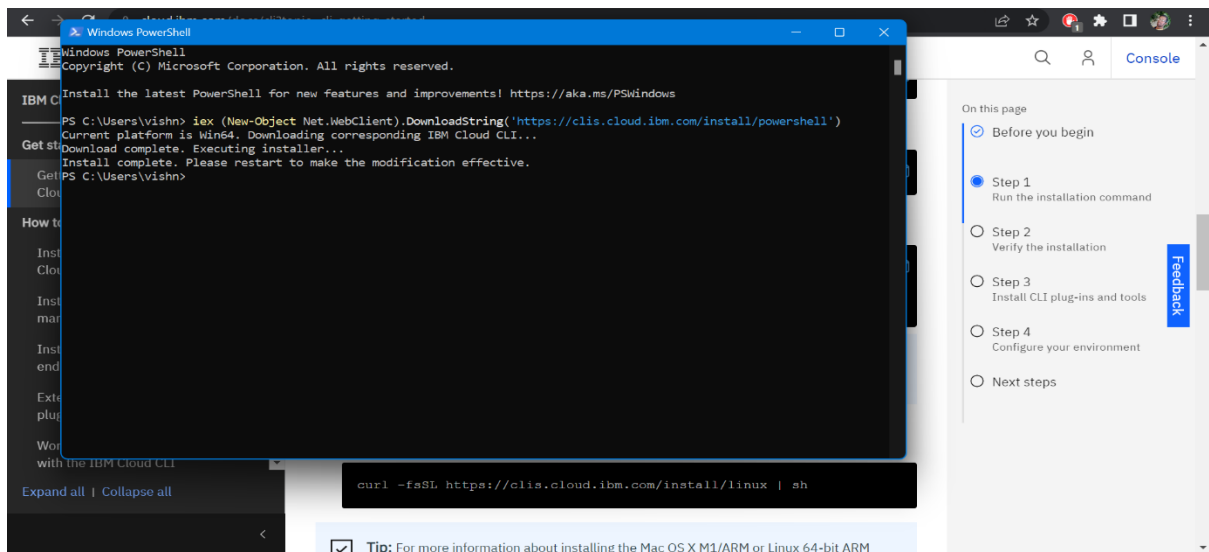 Windows PowerShell
Windows PowerShell
Copyright (C) Microsoft Corporation. All rights reserved.
Install the latest PowerShell for new features and improvements! https://aka.ms/PSWindows
PS C:\Users\vishn> iex (New-Object Net.WebClient).DownloadString('https://clis.cloud.ibm.com/install/powershell')
Current platform is Win64. Downloading corresponding IBM Cloud CLI...
Download complete. Executing installer...
Install complete. Please restart to make the modification effective.
PS C:\Users\vishn>
IBM
Get
How
with the IBM Cloud CLI
Expand all | Collapse all
curl -fsSL https://clis.cloud.ibm.com/install/linux | sh
Tip: For more information about installing the Mac OS X M1/ARM or Linux 64-bit ARM
Console
On this page
Before you begin
Step 1
Run the installation command
Step 2
Verify the installation
Step 3
Install CLI plug-ins and tools
Step 4
Configure your environment
Next steps
Feedback